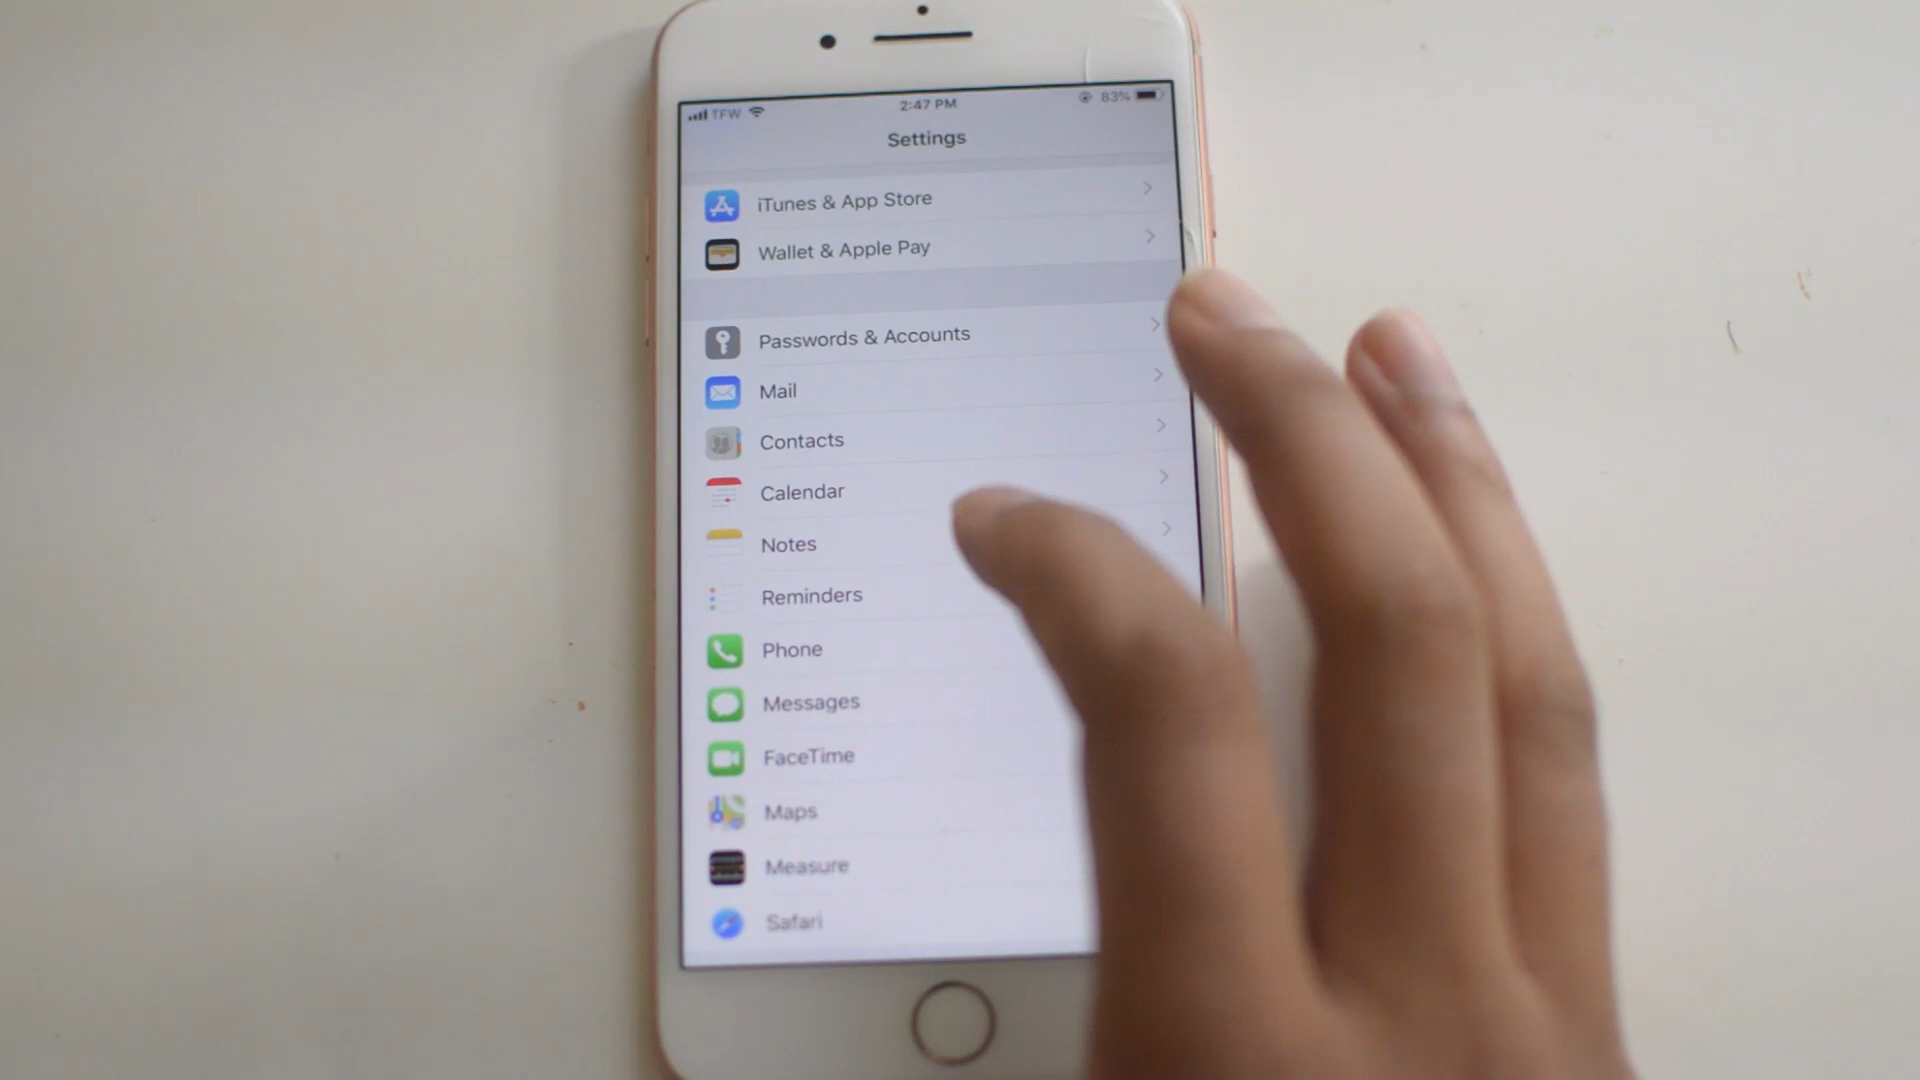 TFW 2:47 PM 83%
Settings
iTunes & App Store
Wallet & Apple Pay
Passwords & Accounts
Mail
Contacts
Calendar
Notes
Reminders
Phone
Messages
FaceTime
Maps
Measure
Safari